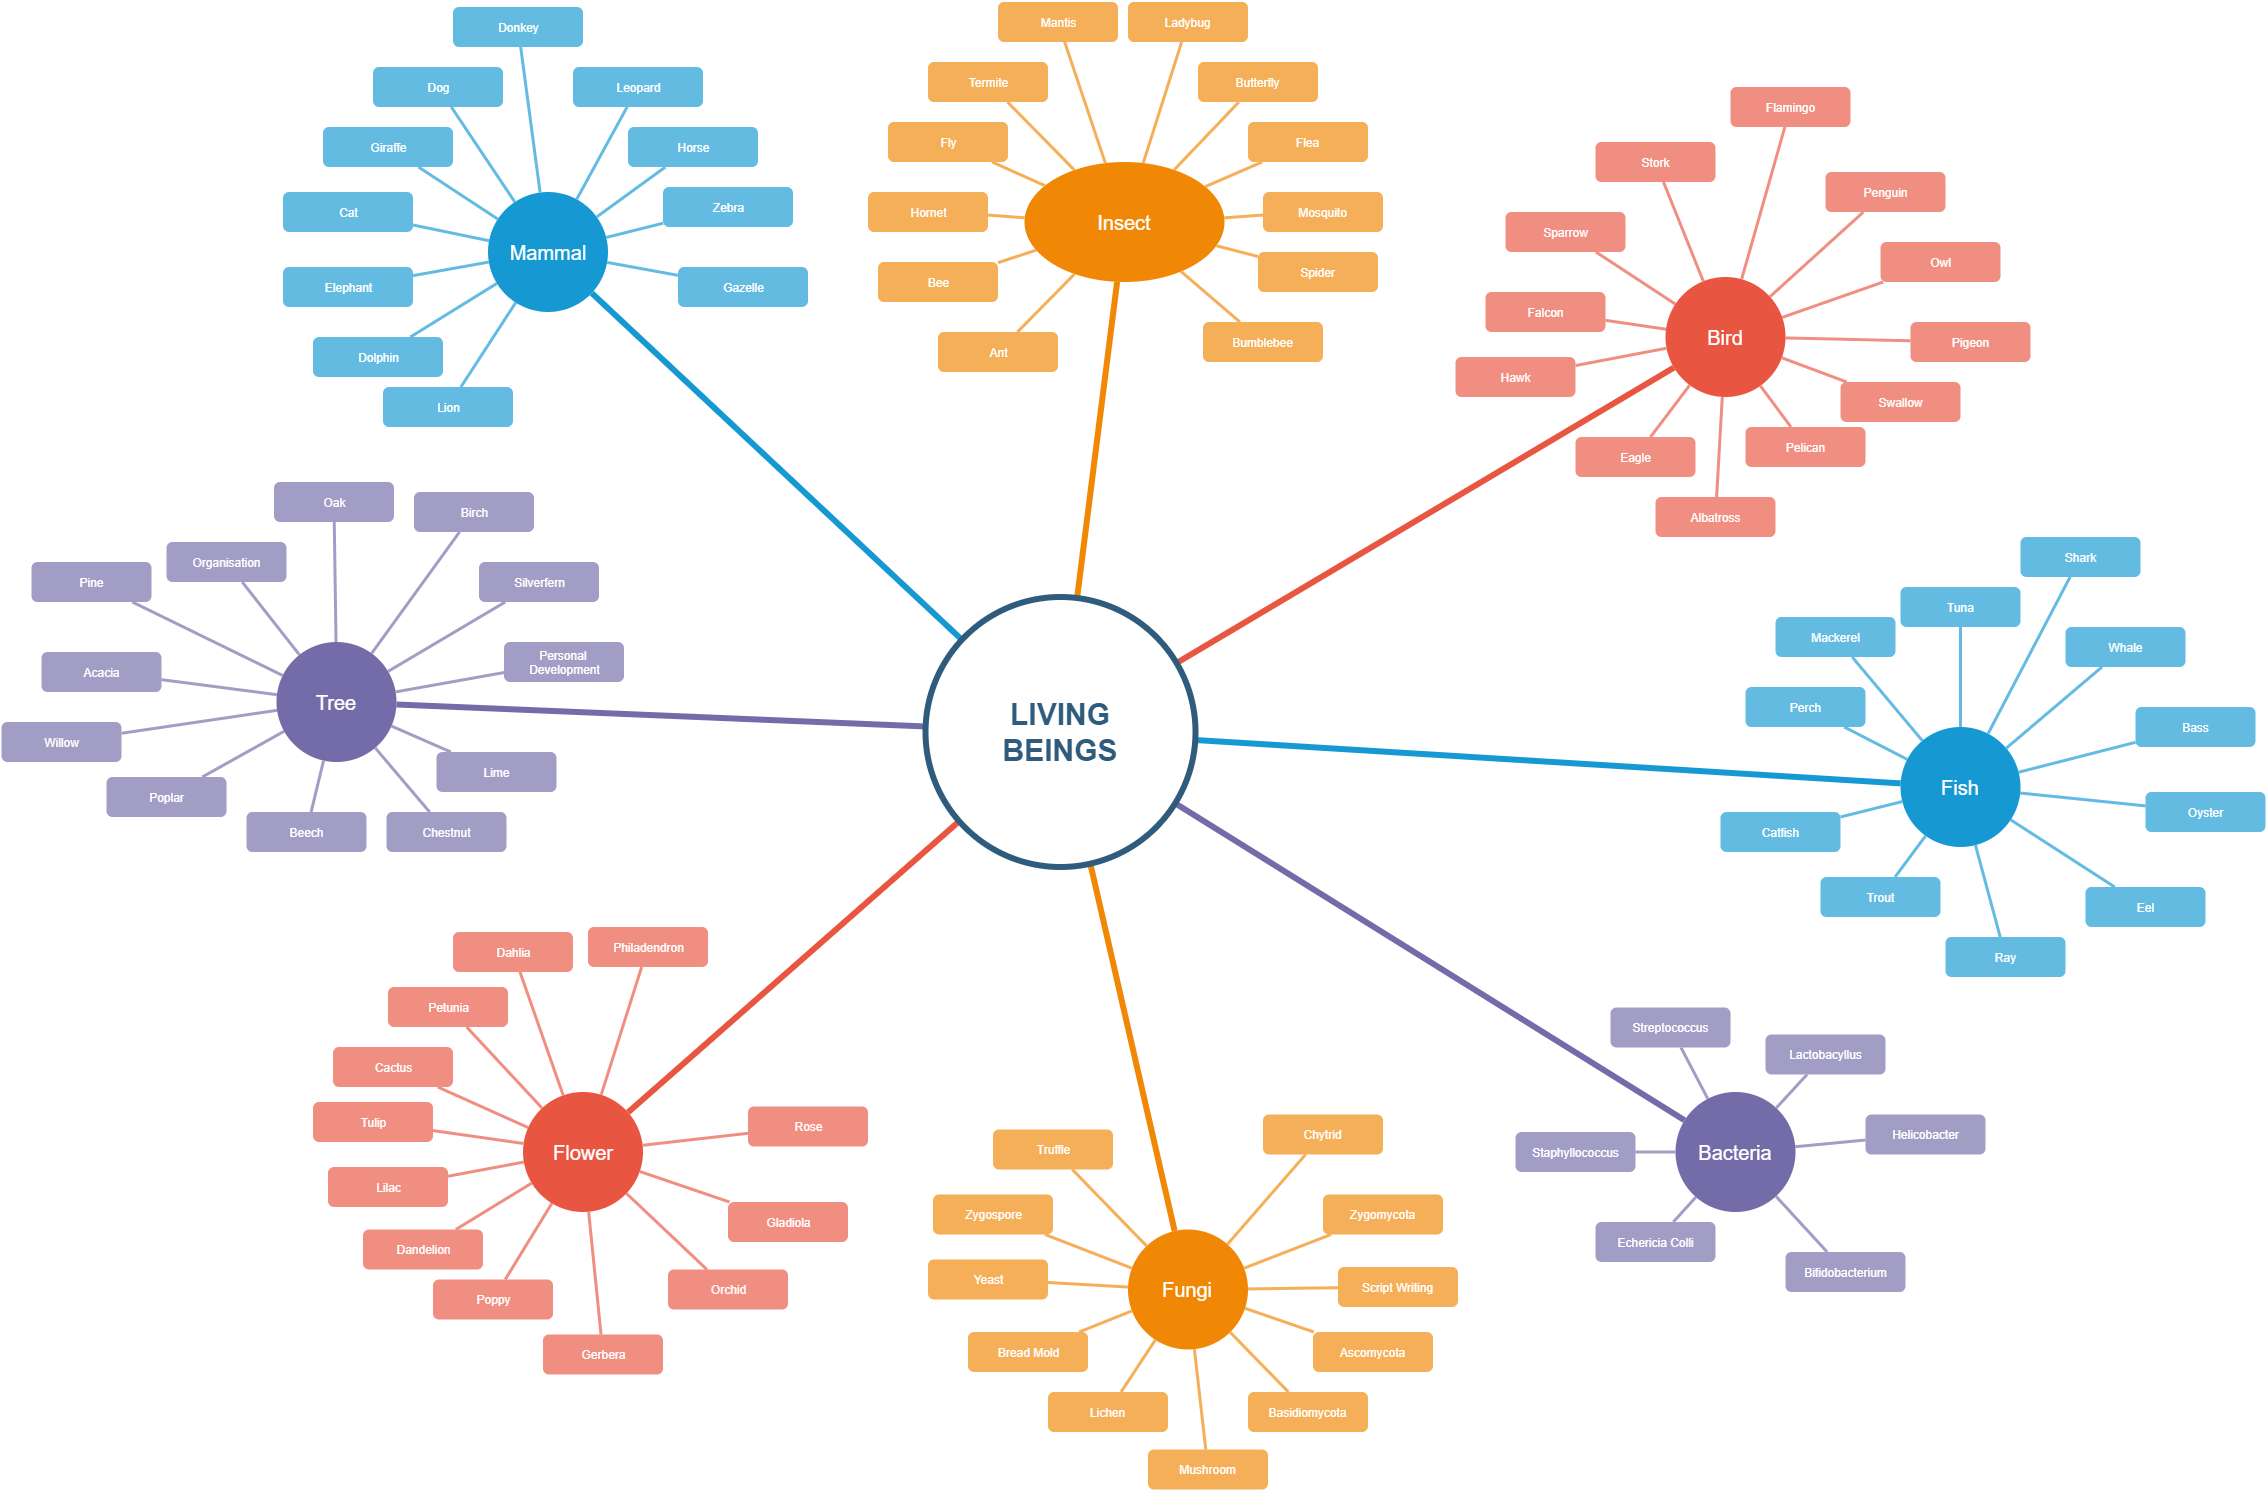 Donkey
Dog
Leopard
Giraffe
Horse
Cat
Zebra
Mammal
Elephant
Gazelle
Dolphin
Lion
Mantis
Ladybug
Termite
Butterfly
Fly
Flea
Hornet
Mosquito
Insect
Bee
Spider
Ant
Bumblebee
Flamingo
Stork
Penguin
Sparrow
Owl
Falcon
Bird
Pigeon
Hawk
Swallow
Eagle
Pelican
Albatross
Oak
Birch
Organisation
Pine
Silverfern
Personal
Development
Acacia
Tree
Willow
Lime
Poplar
Beech
Chestnut
LIVING
BEINGS
Shark
Tuna
Mackerel
Whale
Perch
Bass
Fish
Oyster
Catfish
Trout
Eel
Ray
Dahlia
Philadendron
Petunia
Cactus
Tulip
Rose
Flower
Lilac
Gladiola
Dandelion
Orchid
Poppy
Gerbera
Truffle
Chytrid
Zygospore
Zygomycota
Yeast
Fungi
Script Writing
Bread Mold
Ascomycota
Lichen
Basidiomycota
Mushroom
Streptococcus
Lactobacyllus
Helicobacter
Staphyllococcus
Bacteria
Echericia Colli
Bifidobacterium